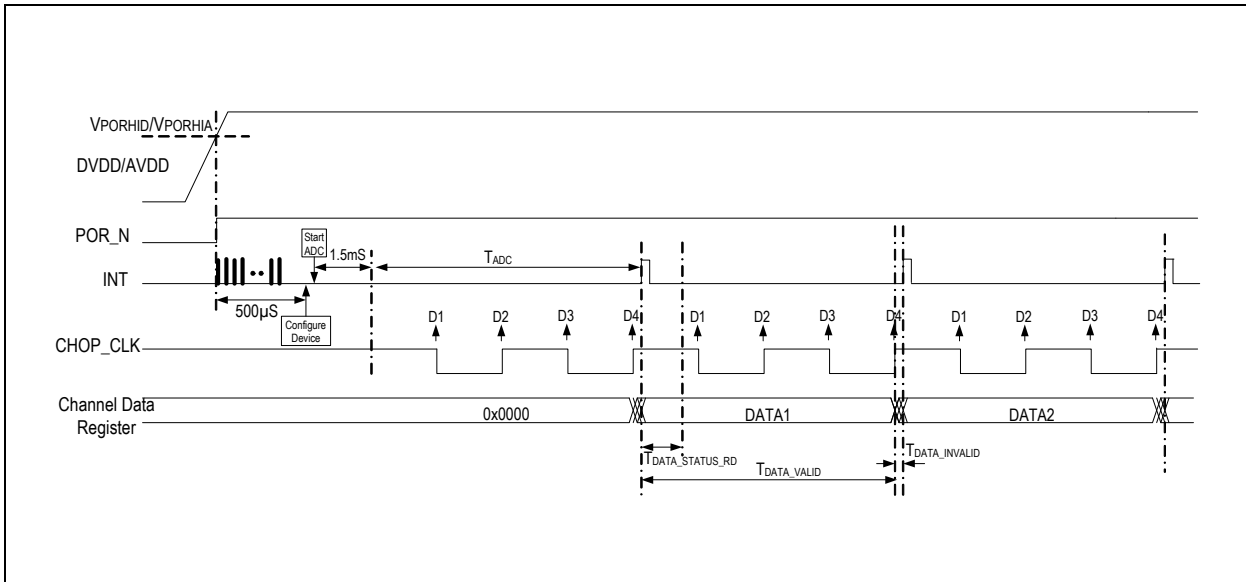 VPORHID/VPORHIA
DVDD/AVDD
POR_N
Start
ADC
1.5mS
TADC
INT
500µS
Configure
Device
D1 D2 D3 D4 D1 D2 D3 D4 D1 D2 D3 D4
CHOP_CLK
Channel Data
Register
0x0000 DATA1 DATA2
TDATA_STATUS_RD
TDATA_VALID
TDATA_INVALID